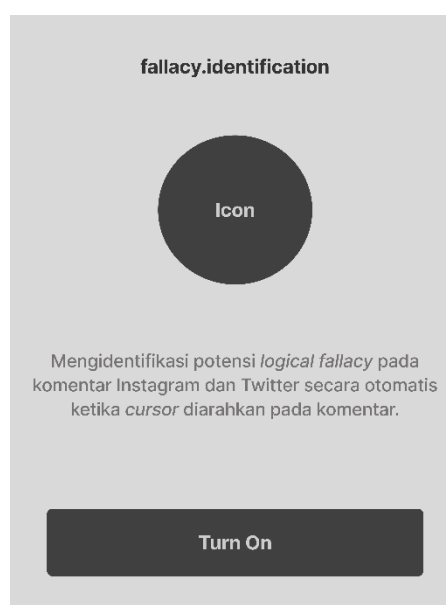 fallacy.identification
Icon
Mengidentifikasi potensi logical fallacy pada
komentar Instagram dan Twitter secara otomatis
ketika cursor diarahkan pada komentar.
Turn On